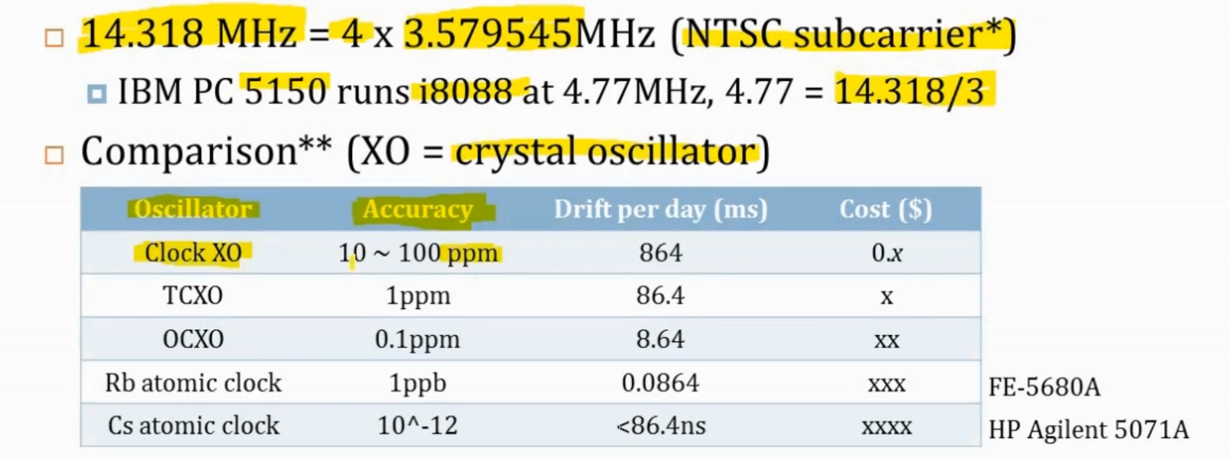 14.318 MHz = 4 x 3.579545MHz (NTSC subcarrier*)
IBM PC 5150 runs i8088 at 4.77MHz, 4.77 = 14.318/3
Comparison** (XO = crystal oscillator)
Oscillator Accuracy Drift per day (ms) Cost ($)
Clock XO 10 ~ 100 ppm 864 0.x
TCXO 1ppm 86.4 x
OCXO 0.1ppm 8.64 xx
Rb atomic clock 1ppb 0.0864 xxx FE-5680A
Cs atomic clock 10^-12 <86.4ns xxxx HP Agilent 5071A